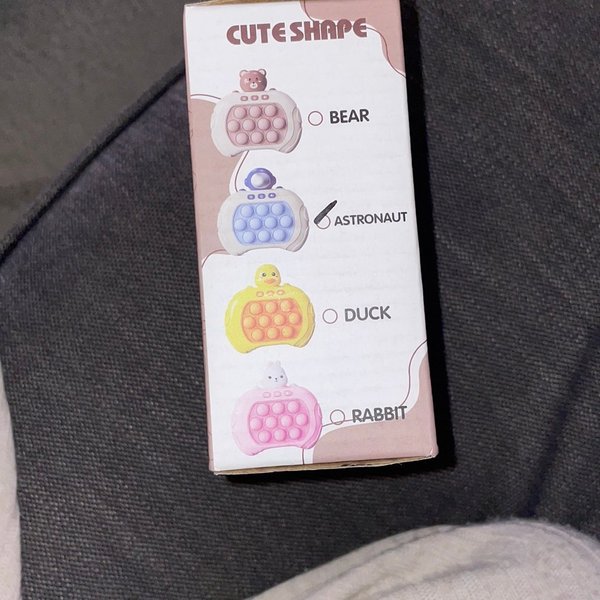 CUTE SHAPE
BEAR
ASTRONAUT
DUCK
RABBIT